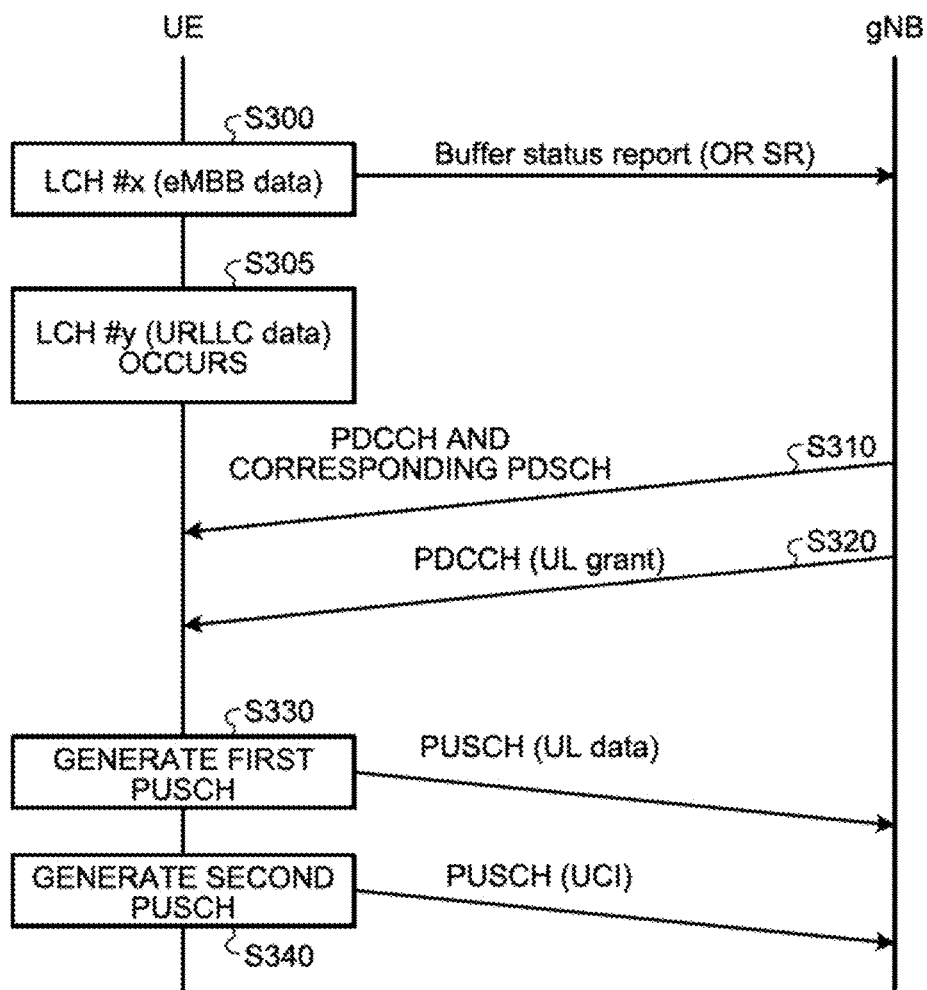 UE
gNB
S300
LCH #x (eMBB data)
Buffer status report (OR SR)
S305
LCH #y (URLLC data)
OCCURS
PDCCH AND
CORRESPONDING PDSCH
S310
PDCCH (UL grant)
S320
S330
GENERATE FIRST
PUSCH
PUSCH (UL data)
GENERATE SECOND
PUSCH
PUSCH (UCI)
S340